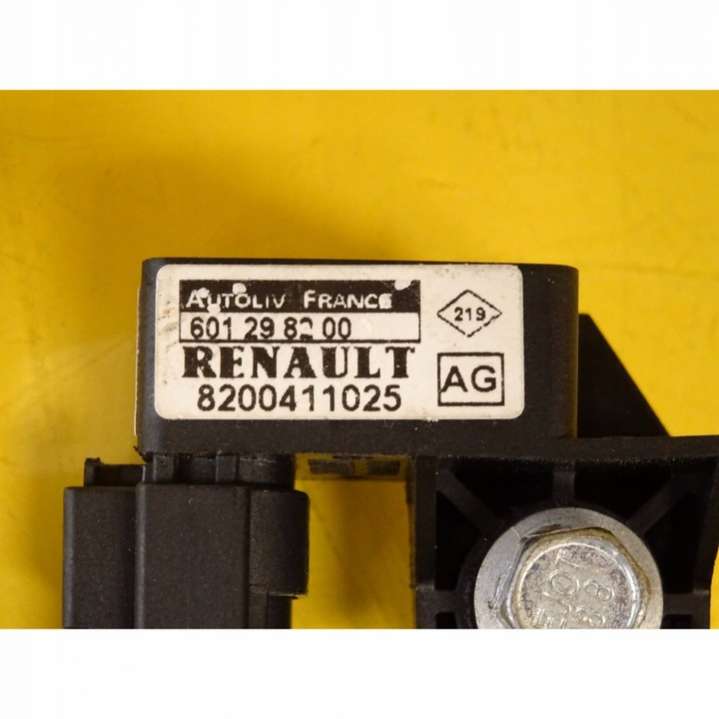 AUTOLIV FRANCE
601 29 82 00
RENAULT
8200411025
219
AG